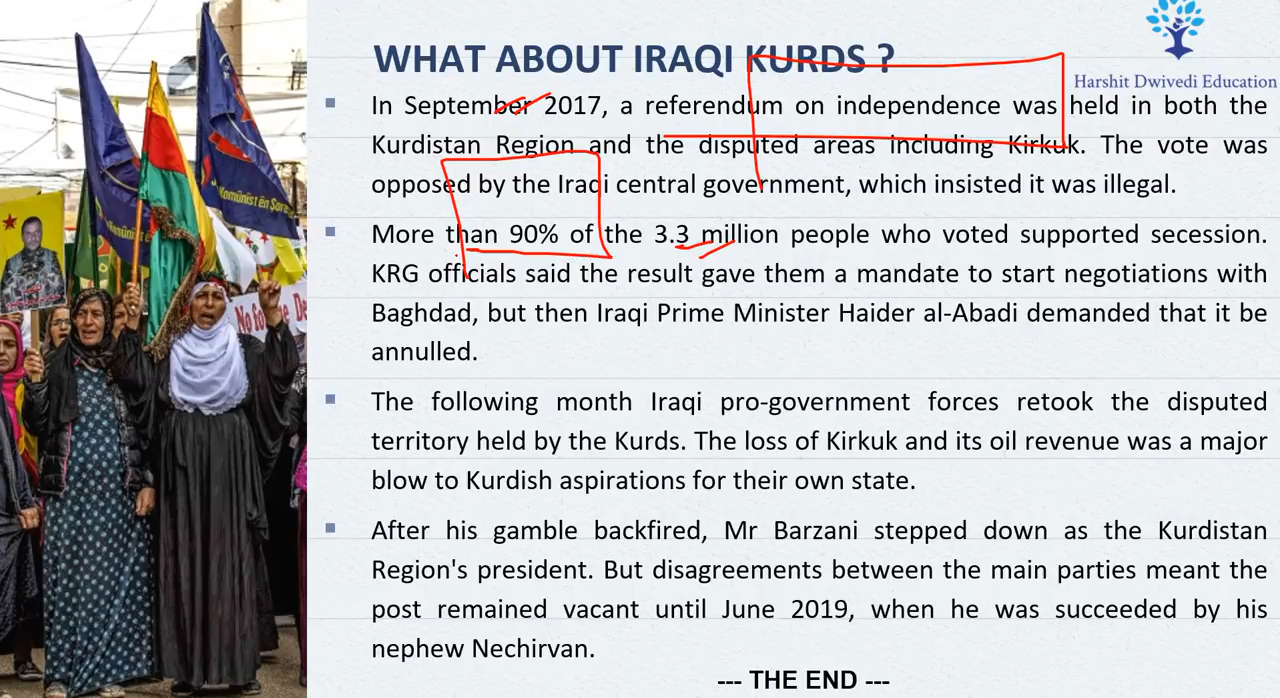 WHAT ABOUT IRAQI KURDS ?
Harshit Dwivedi Education
In September 2017, a referendum on independence was held in both the
Kurdistan Region and the disputed areas including Kirkuk. The vote was
opposed by the Iraqi central government, which insisted it was illegal.
More than 90% of the 3.3 million people who voted supported secession.
KRG officials said the result gave them a mandate to start negotiations with
Baghdad, but then Iraqi Prime Minister Haider al-Abadi demanded that it be
annulled.
The following month Iraqi pro-government forces retook the disputed
territory held by the Kurds. The loss of Kirkuk and its oil revenue was a major
blow to Kurdish aspirations for their own state.
After his gamble backfired, Mr Barzani stepped down as the Kurdistan
Region's president. But disagreements between the main parties meant the
post remained vacant until June 2019, when he was succeeded by his
nephew Nechirvan.
--- THE END ---
Komûnist ên
No